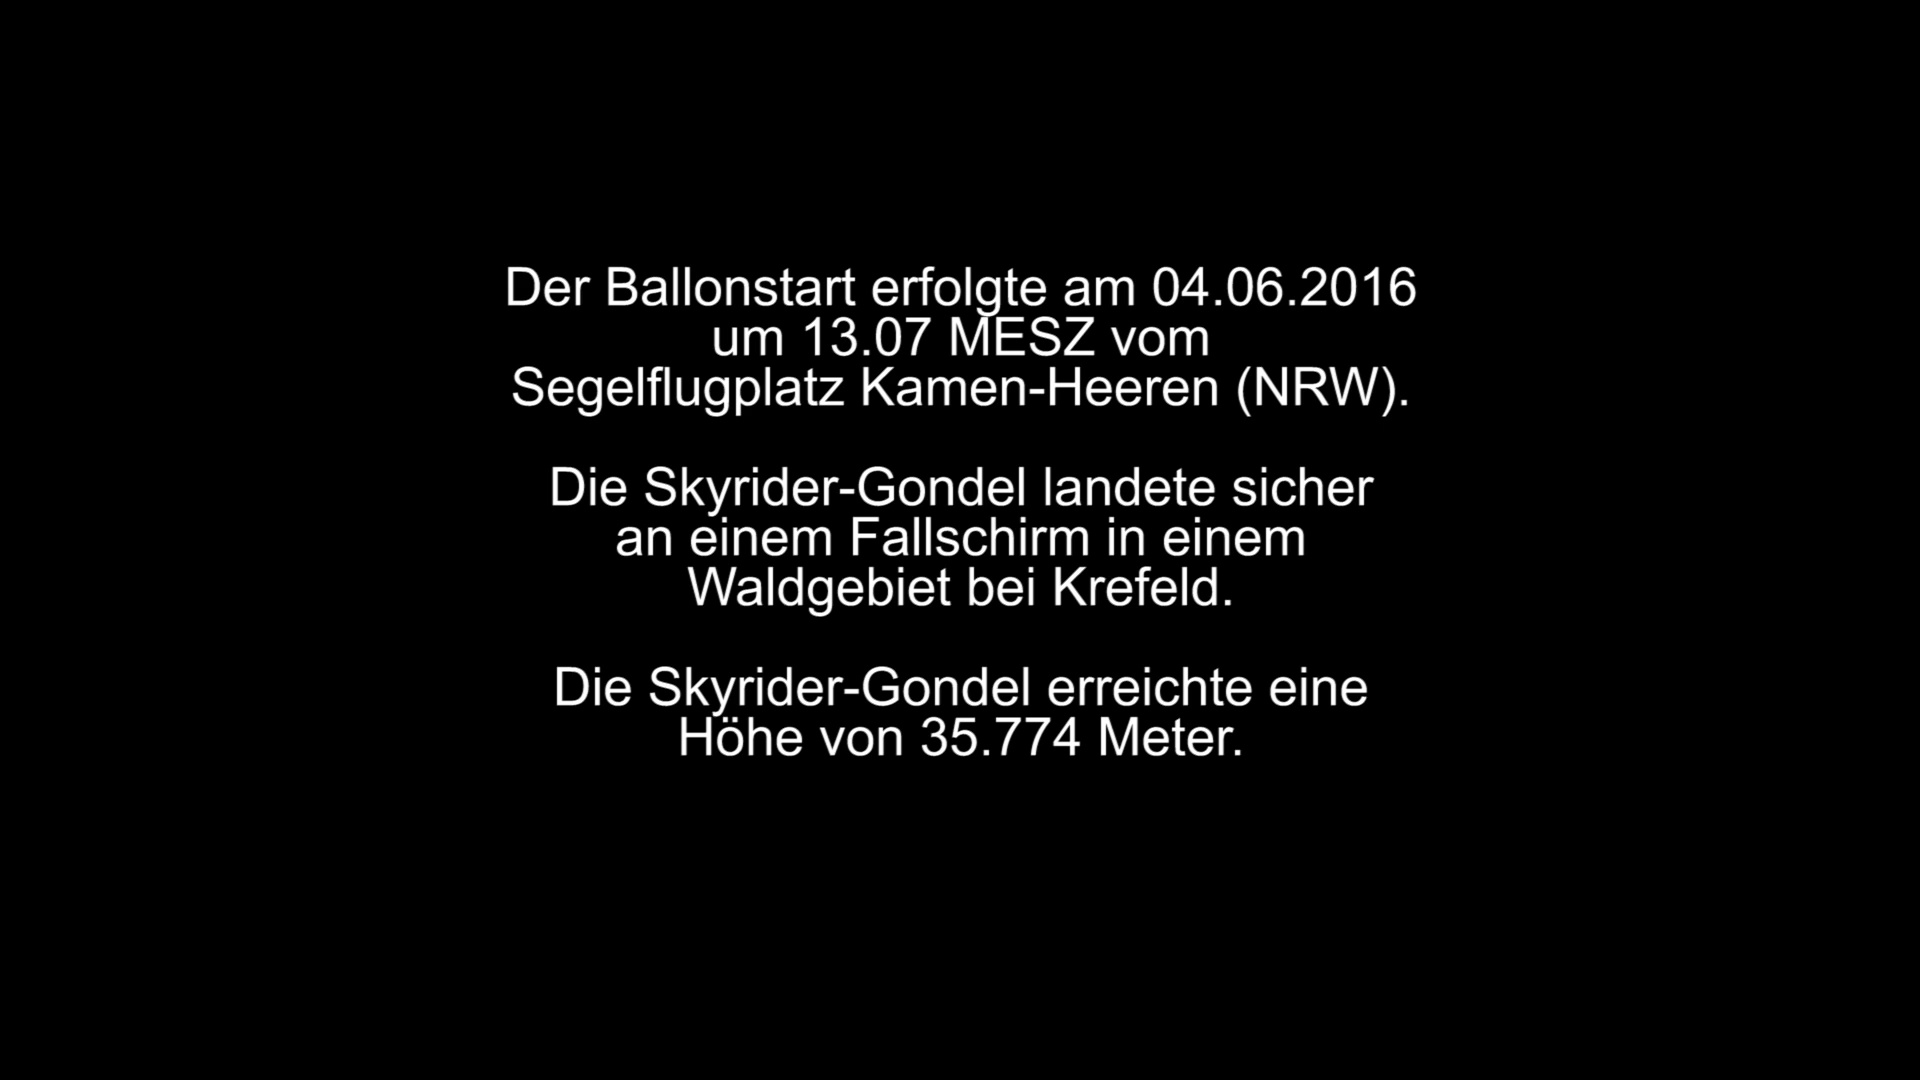 Der Ballonstart erfolgte am 04.06.2016
um 13.07 MESZ vom
Segelflugplatz Kamen-Heeren (NRW).
Die Skyrider-Gondel landete sicher
an einem Fallschirm in einem
Waldgebiet bei Krefeld.
Die Skyrider-Gondel erreichte eine
Höhe von 35.774 Meter.